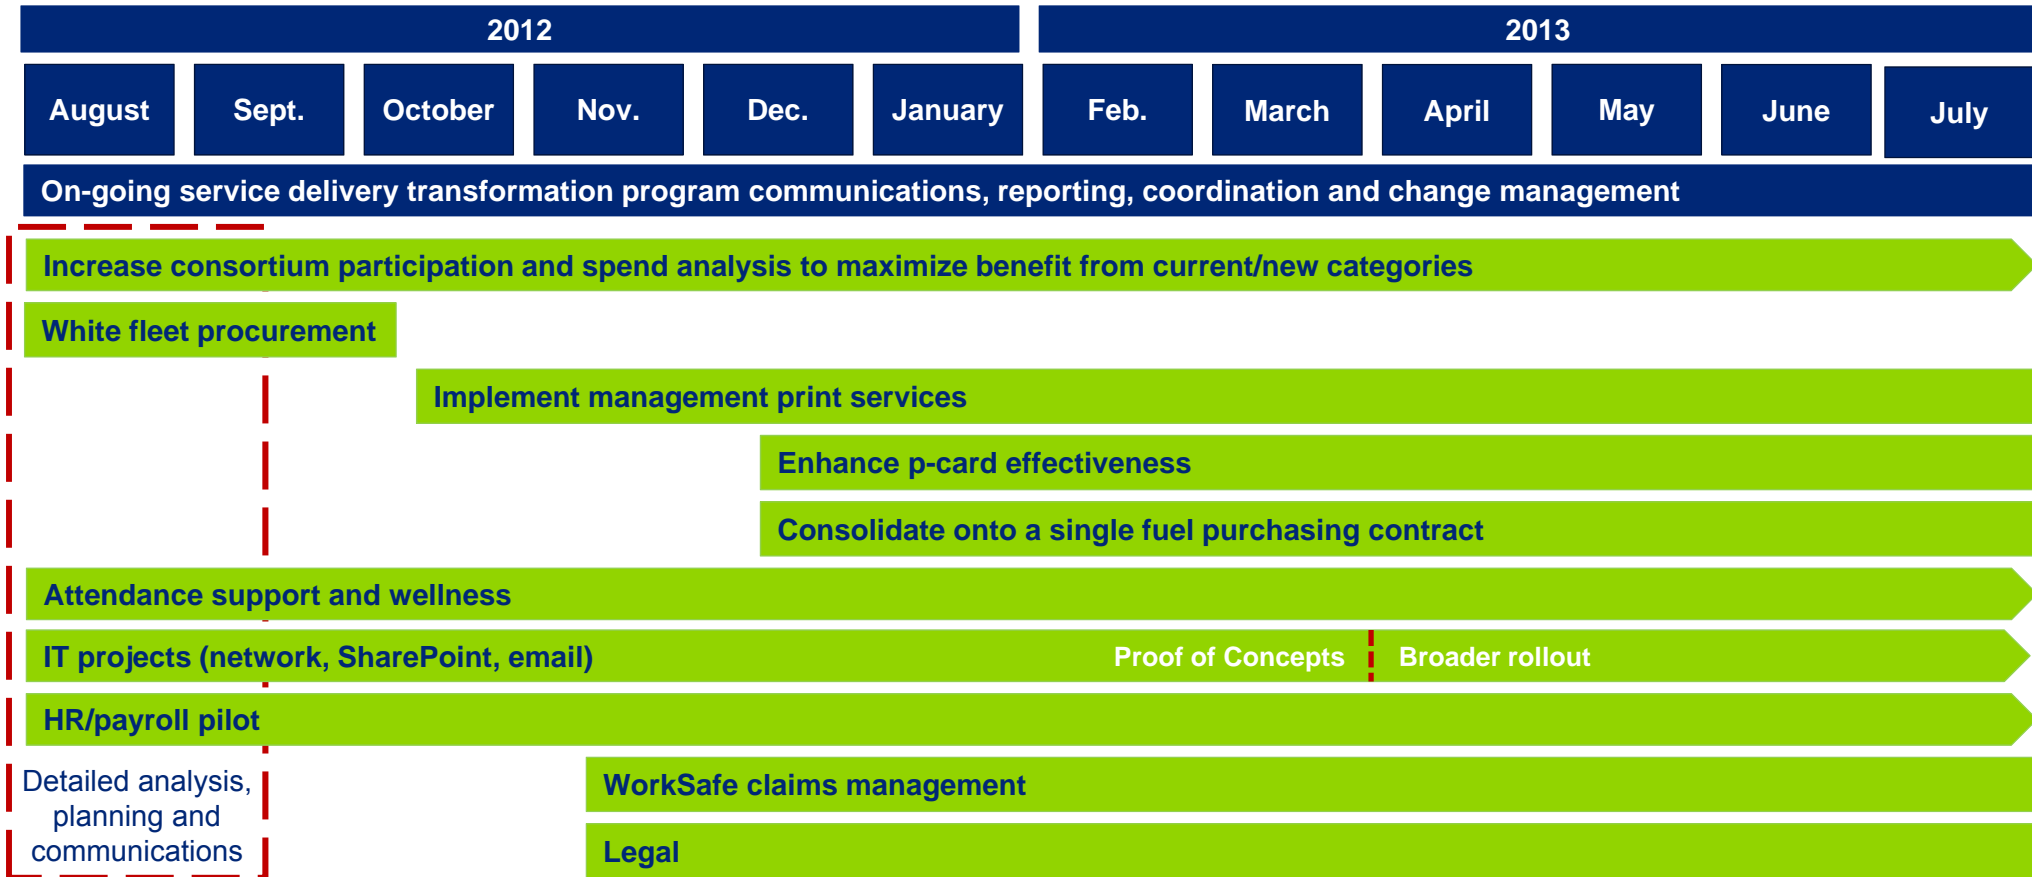 2012
2013
August
Sept.
October
Nov.
Dec.
January
Feb.
March
April
May
June
July
On-going service delivery transformation program communications, reporting, coordination and change management
Increase consortium participation and spend analysis to maximize benefit from current/new categories
White fleet procurement
Implement management print services
Enhance p-card effectiveness
Consolidate onto a single fuel purchasing contract
Attendance support and wellness
IT projects (network, SharePoint, email)
Proof of Concepts
Broader rollout
HR/payroll pilot
Detailed analysis,
planning and
communications
WorkSafe claims management
Legal